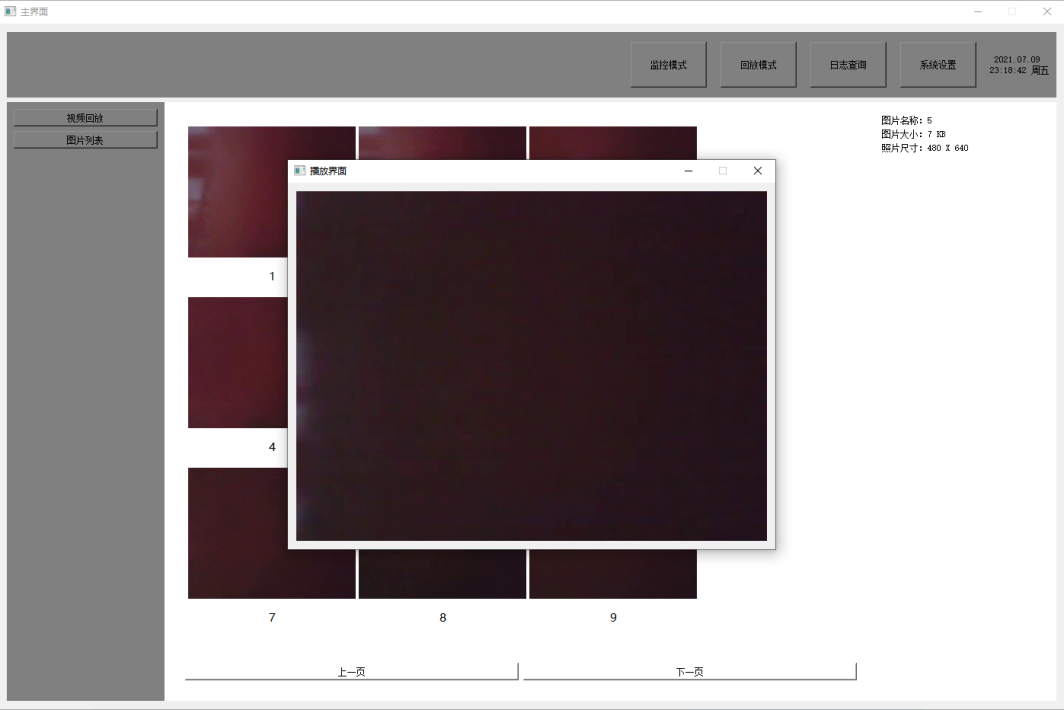 主界面
监控模式
回放模式
日志查询
系统设置
2021.07.09
23:18:42 周五
视频回放
图片列表
图片名称: 5
图片大小: 7 KB
照片尺寸: 480 X 640
播放界面
1
4
7
8
9
上一页
下一页